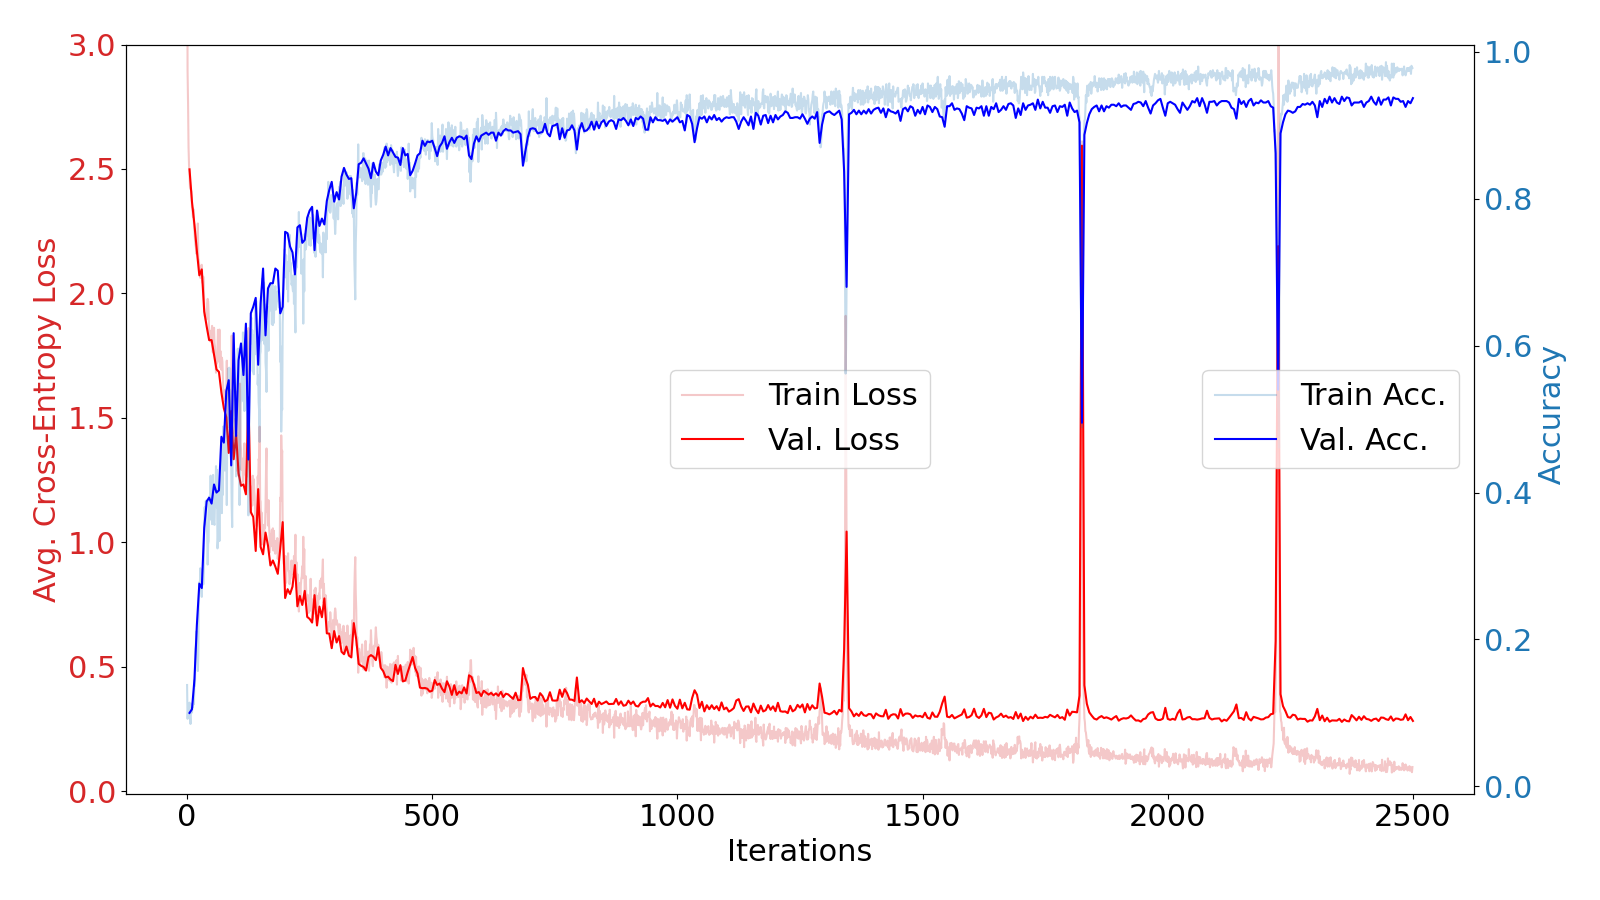 3.0
2.5
2.0
1.5
1.0
0.5
0.0
Avg. Cross-Entropy Loss
1.0
0.8
0.6
0.4
0.2
0.0
Accuracy
Train Loss
Val. Loss
Train Acc.
Val. Acc.
0 500 1000 1500 2000 2500
Iterations